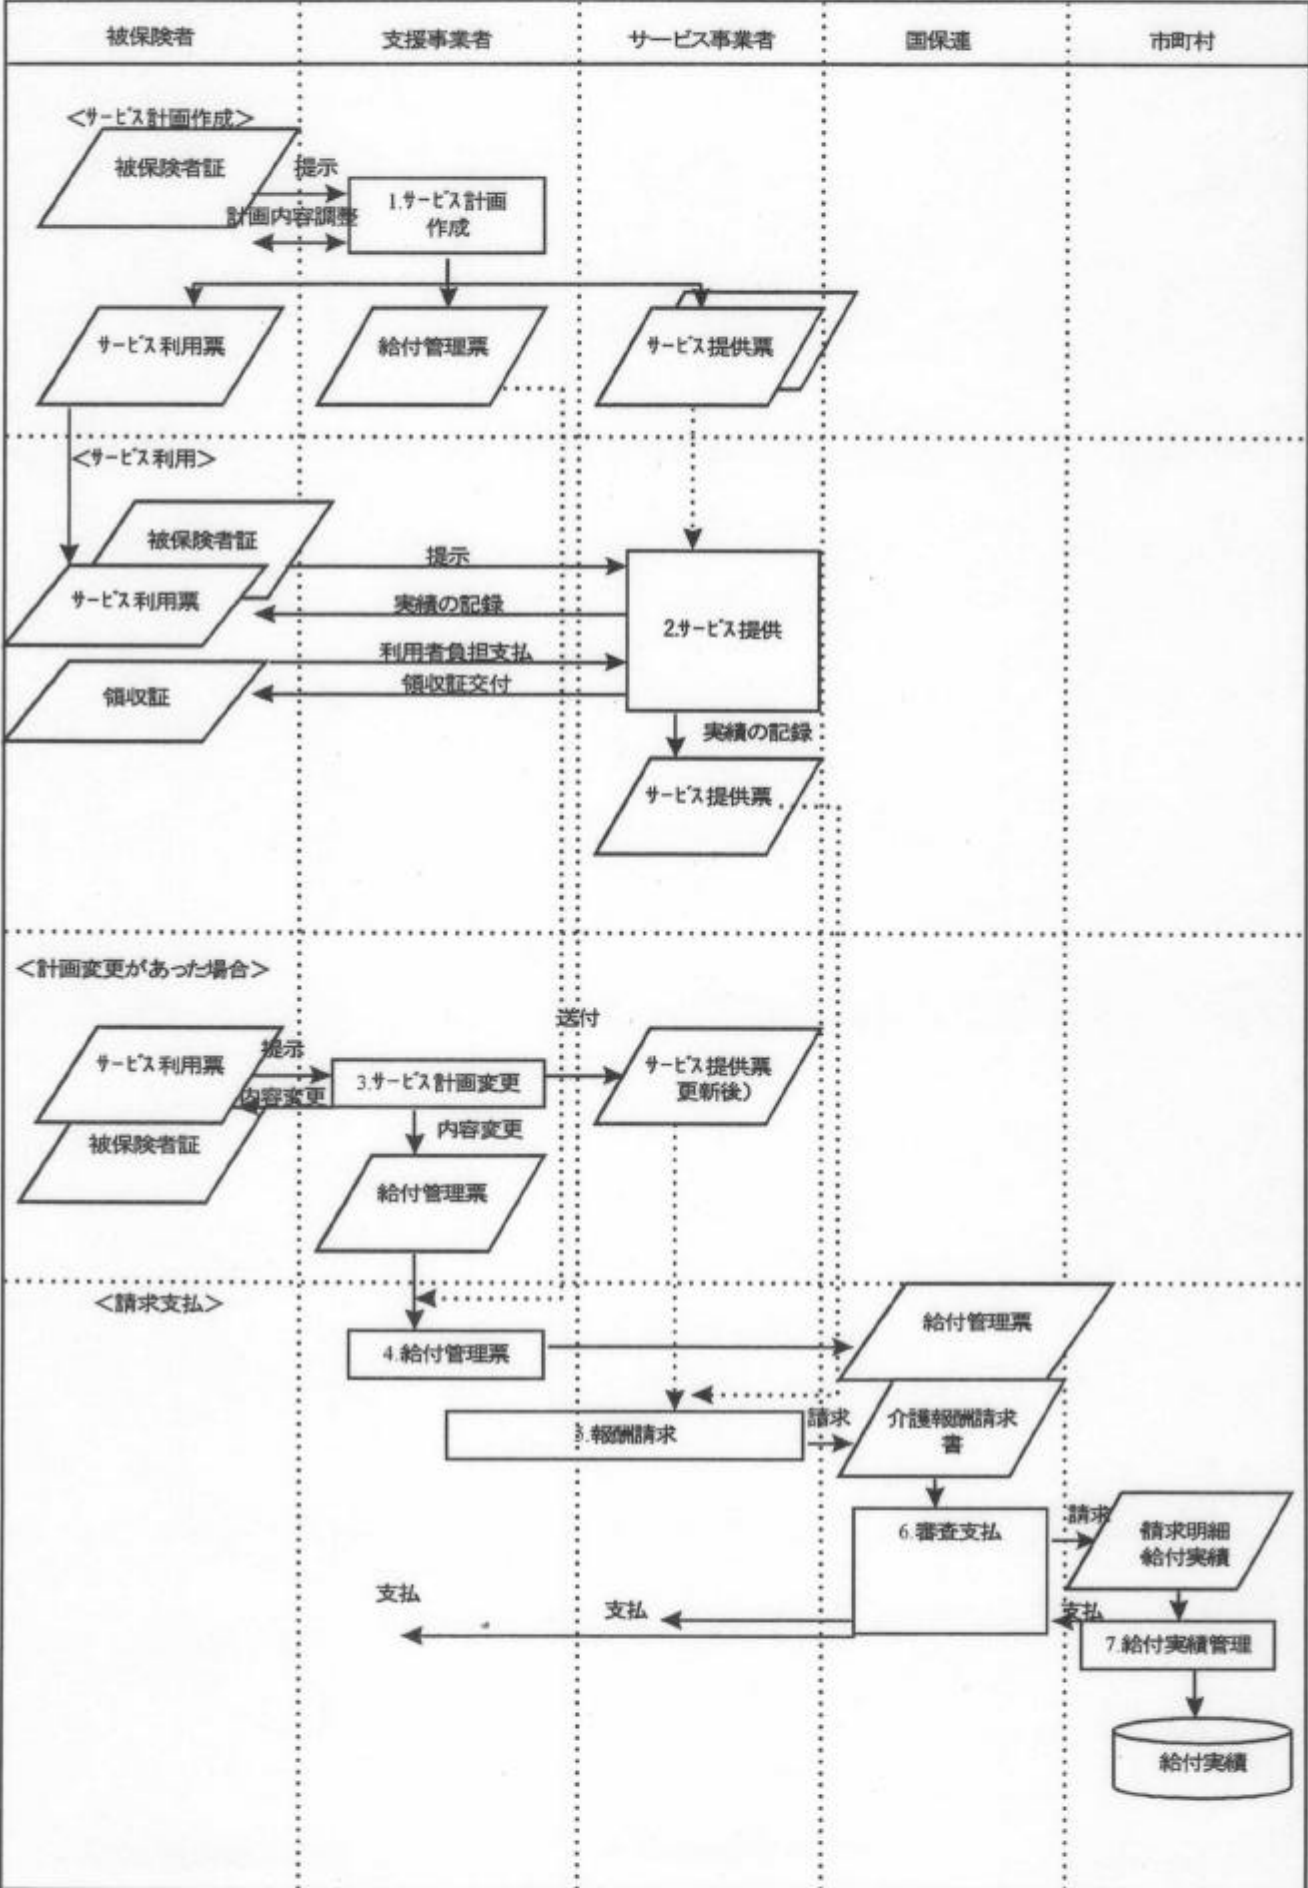 被保険者
支援事業者
サービス事業者
国保連
市町村
＜サービス計画作成＞
被保険者証
提示
計画内容調整
1.サービス計画
作成
サービス利用票
給付管理票
サービス提供票
＜サービス利用＞
被保険者証
サービス利用票
領収証
提示
実績の記録
利用者負担支払
領収証交付
2.サービス提供
実績の記録
サービス提供票
＜計画変更があった場合＞
サービス利用票
被保険者証
提示
内容変更
3.サービス計画変更
送付
サービス提供票
更新後）
内容変更
給付管理票
＜請求支払＞
4.給付管理票
給付管理票
5.報酬請求
請求
介護報酬請求
書
6.審査支払
請求
・請求明細
・給付実績
支払
支払
支払
7.給付実績管理
給付実績